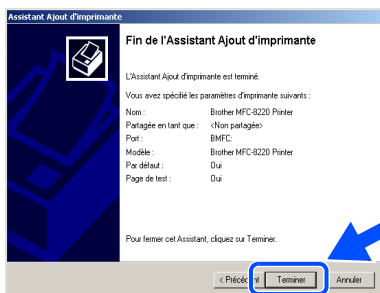 Assistant Ajout d'imprimante
Fin de l'Assistant Ajout d'imprimante
L'Assistant Ajout d'imprimante est terminé.
Vous avez spécifié les paramètres d'imprimante suivants :
Nom : Brother MFC-8220 Printer
Partagée en tant que : <Non partagée>
Port : BMFC:
Modèle : Brother MFC-8220 Printer
Par défaut : Oui
Page de test : Oui
Pour fermer cet Assistant, cliquez sur Terminer.
< Précédent Terminer Annuler